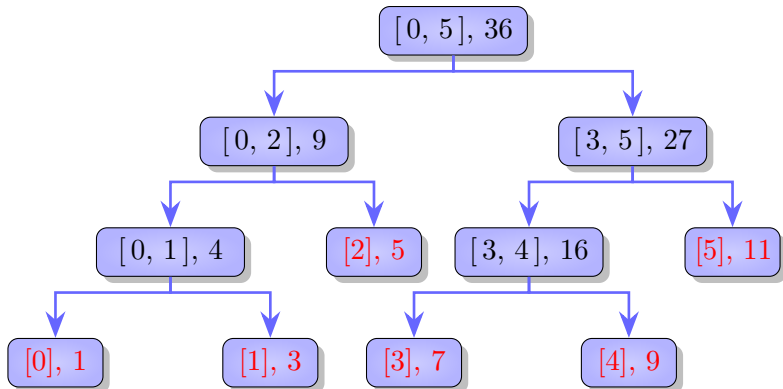 [0, 5], 36
[0, 2], 9
[3, 5], 27
[0, 1], 4
[2], 5
[3, 4], 16
[5], 11
[0], 1
[1], 3
[3], 7
[4], 9